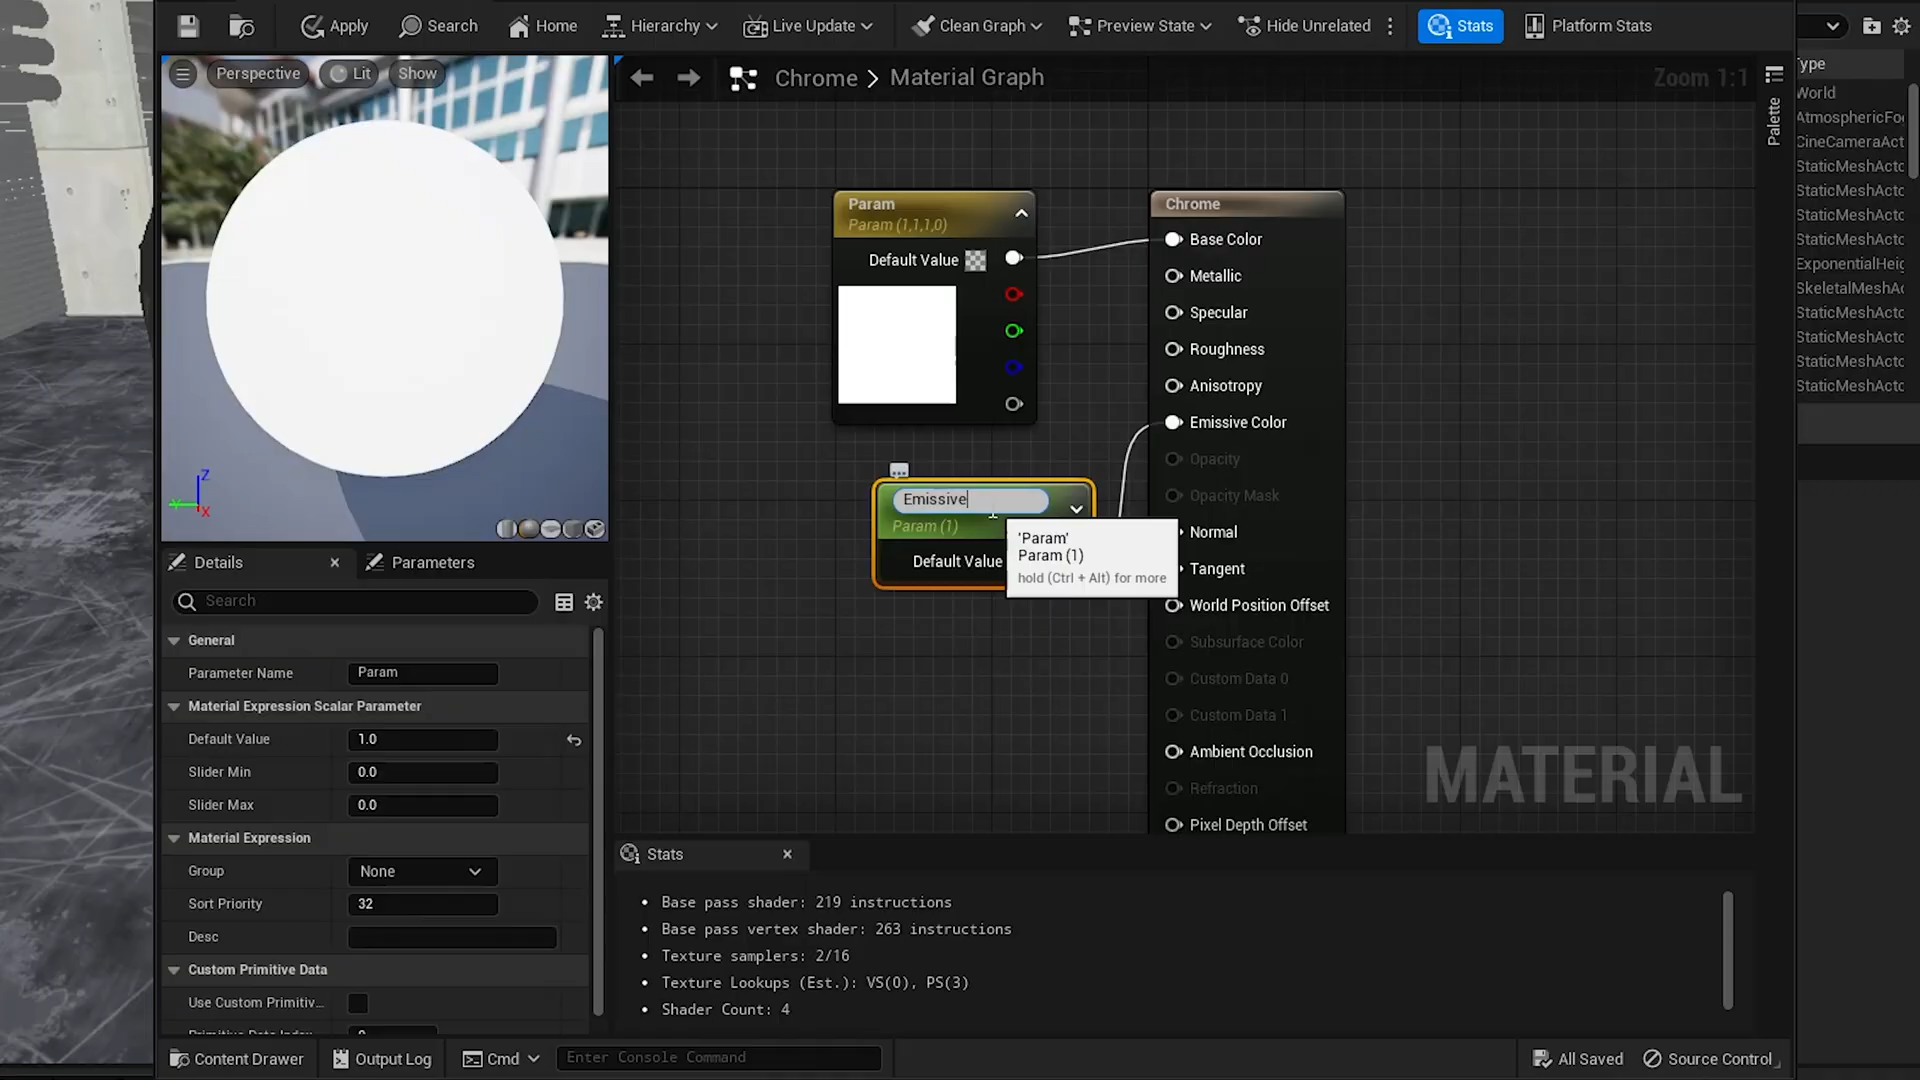 Apply
Search
Home
Hierarchy
Live Update
Clean Graph
Preview State
Hide Unrelated
Stats
Platform Stats
Perspective
Lit
Show
Chrome > Material Graph
Zoom 1:1
Palette
ype
World
AtmosphericFo
CineCameraAct
StaticMeshActo
StaticMeshActo
StaticMeshActo
StaticMeshActo
ExponentialHeig
SkeletalMeshAc
StaticMeshActo
StaticMeshActo
StaticMeshActo
StaticMeshActo
Param
Param (1,1,1,0)
Default Value
Emissive
Param (1)
Default Value
'Param'
Param (1)
hold (Ctrl + Alt) for more
Chrome
Base Color
Metallic
Specular
Roughness
Anisotropy
Emissive Color
Opacity
Opacity Mask
Normal
Tangent
World Position Offset
Subsurface Color
Custom Data 0
Custom Data 1
Ambient Occlusion
Refraction
Pixel Depth Offset
MATERIAL
Z
Y
X
Details
Parameters
Search
General
Parameter Name
Param
Material Expression Scalar Parameter
Default Value
1.0
Slider Min
0.0
Slider Max
0.0
Material Expression
Group
None
Sort Priority
32
Desc
Custom Primitive Data
Use Custom Primitiv...
Stats
• Base pass shader: 219 instructions
• Base pass vertex shader: 263 instructions
• Texture samplers: 2/16
• Texture Lookups (Est.): VS(0), PS(3)
• Shader Count: 4
Content Drawer
Output Log
Cmd
Enter Console Command
All Saved
Source Control